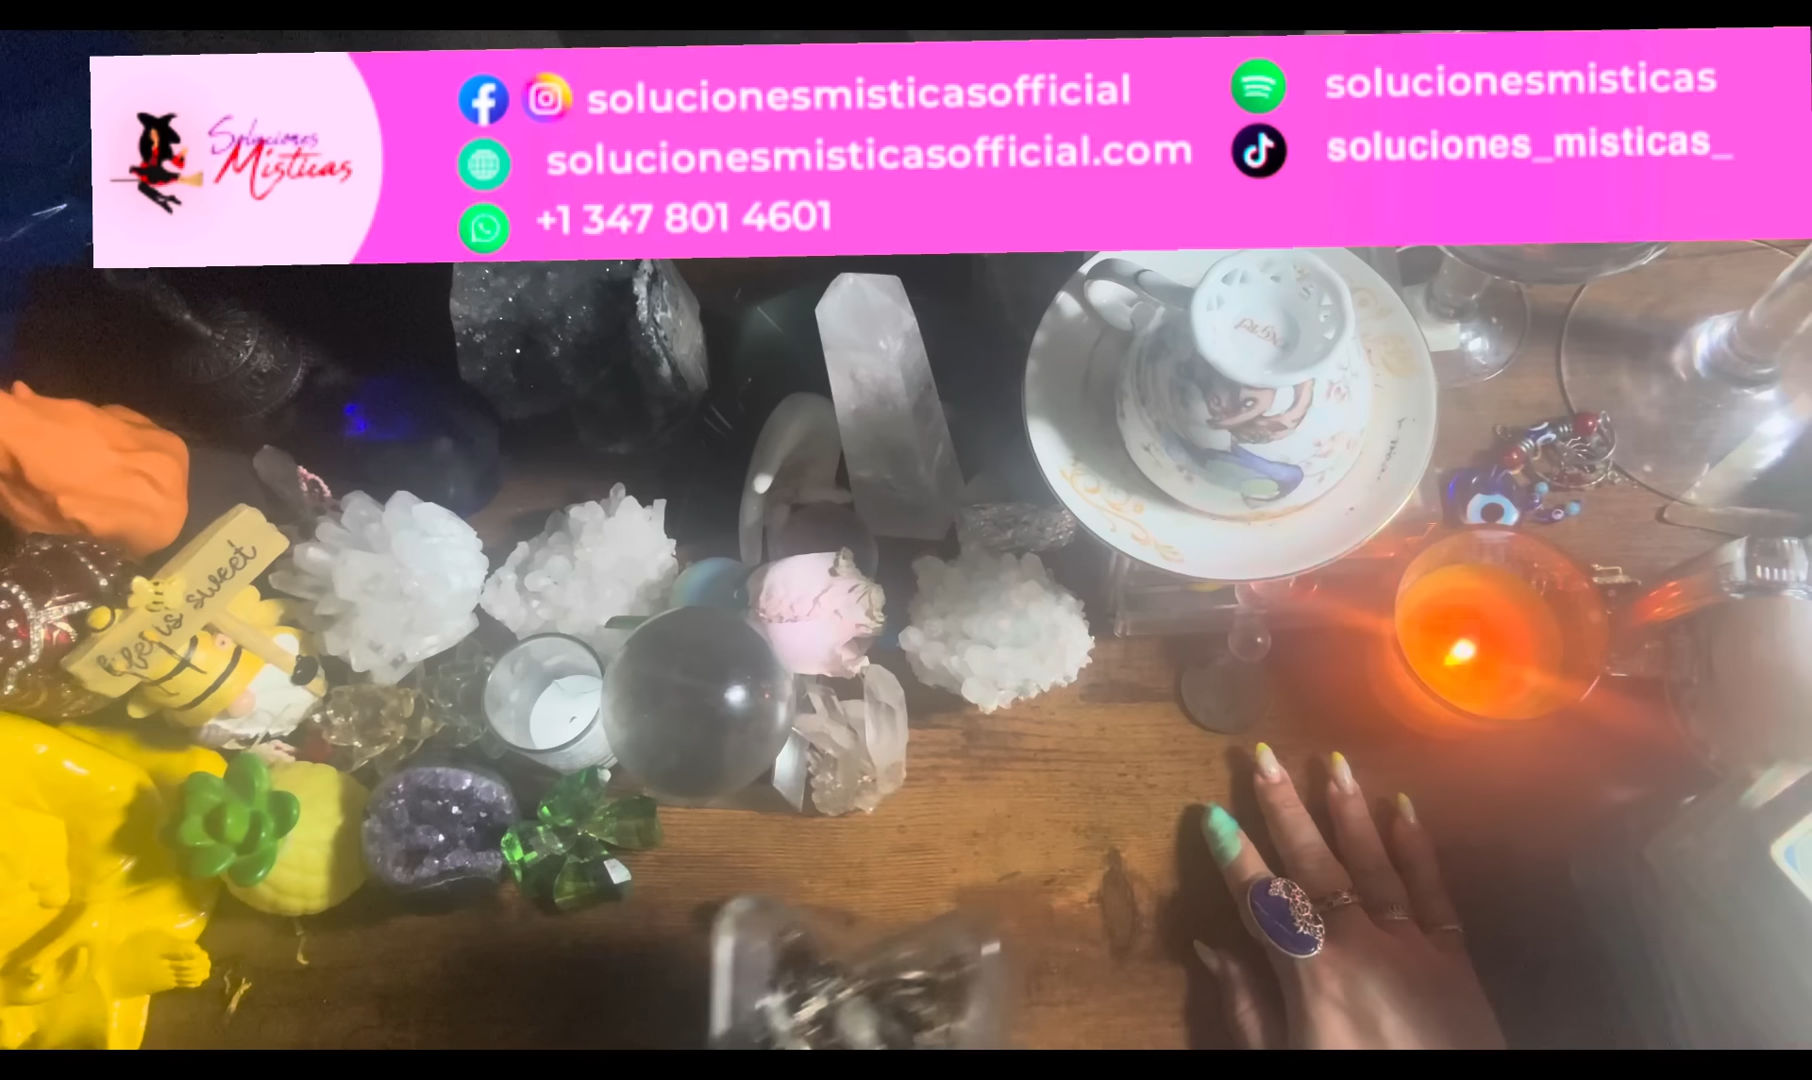 Soluciones
Místicas
solucionesmisticasofficial
solucionesmisticasofficial.com
+1 347 801 4601
solucionesmisticas
soluciones_misticas_
life is sweet